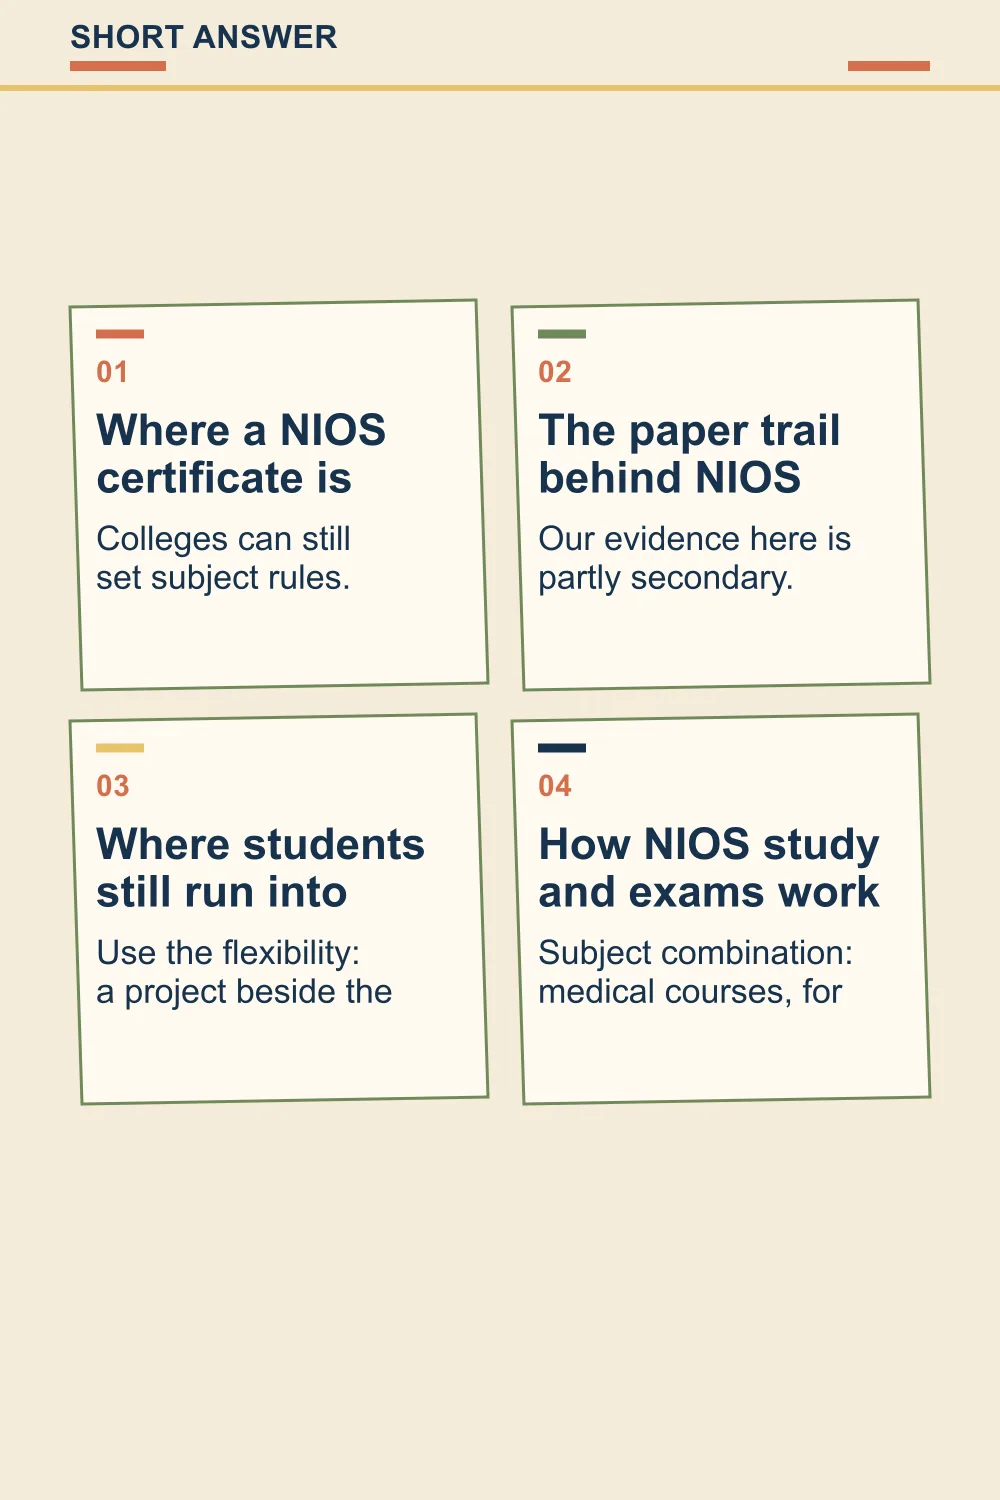 SHORT ANSWER
01
Where a NIOS
certificate is
Colleges can still
set subject rules.
02
The paper trail
behind NIOS
Our evidence here is
partly secondary.
03
Where students
still run into
Use the flexibility:
a project beside the
04
How NIOS study
and exams work
Subject combination:
medical courses, for